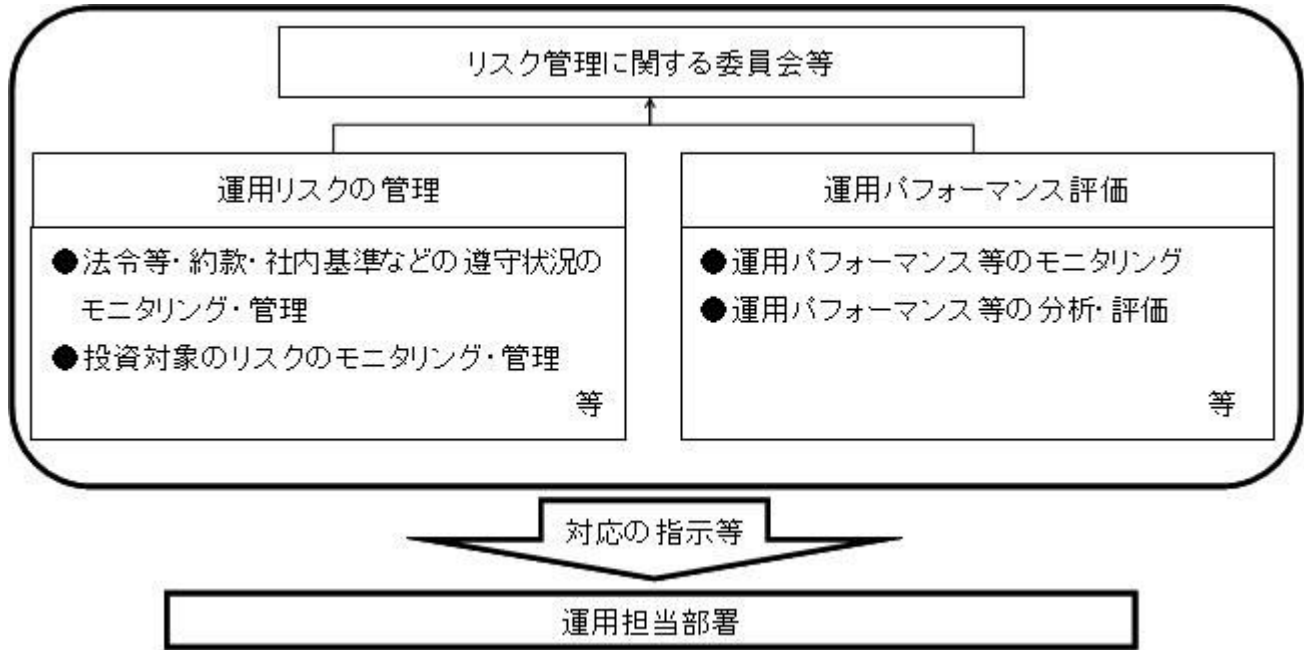 リスク管理に関する委員会等
運用リスクの管理
●法令等・約款・社内基準などの遵守状況の
モニタリング・管理
●投資対象のリスクのモニタリング・管理
等
運用パフォーマンス評価
●運用パフォーマンス等のモニタリング
●運用パフォーマンス等の分析・評価
等
対応の指示等
運用担当部署